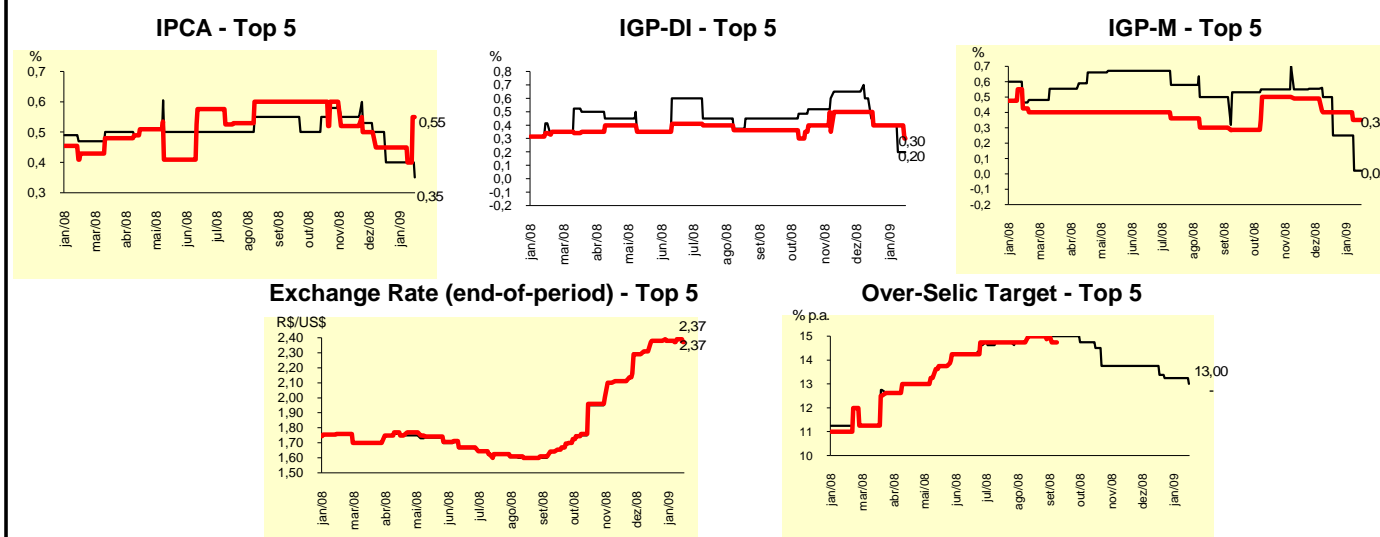 IPCA - Top 5
%
0,7
0,6
0,5
0,4
0,3
0,55
0,35
jan/08
mar/08
abr/08
mai/08
jun/08
jul/08
ago/08
set/08
out/08
nov/08
dez/08
jan/09
IGP-DI - Top 5
%
0,8
0,7
0,6
0,5
0,4
0,3
0,2
0,1
0,0
-0,1
-0,2
0,30
0,20
jan/08
mar/08
abr/08
mai/08
jun/08
jul/08
ago/08
set/08
out/08
nov/08
dez/08
jan/09
IGP-M - Top 5
%
0,7
0,6
0,5
0,4
0,3
0,2
0,1
0,0
-0,1
-0,2
0,3
0,0
jan/08
mar/08
abr/08
mai/08
jun/08
jul/08
ago/08
set/08
out/08
nov/08
dez/08
jan/09
Exchange Rate (end-of-period) - Top 5
R$/US$
2,40
2,30
2,20
2,10
2,00
1,90
1,80
1,70
1,60
1,50
2,37
2,37
jan/08
mar/08
abr/08
mai/08
jun/08
jul/08
ago/08
set/08
out/08
nov/08
dez/08
jan/09
Over-Selic Target - Top 5
% p.a.
15
14
13
12
11
10
13,00
-
jan/08
mar/08
abr/08
mai/08
jun/08
jul/08
ago/08
set/08
out/08
nov/08
dez/08
jan/09